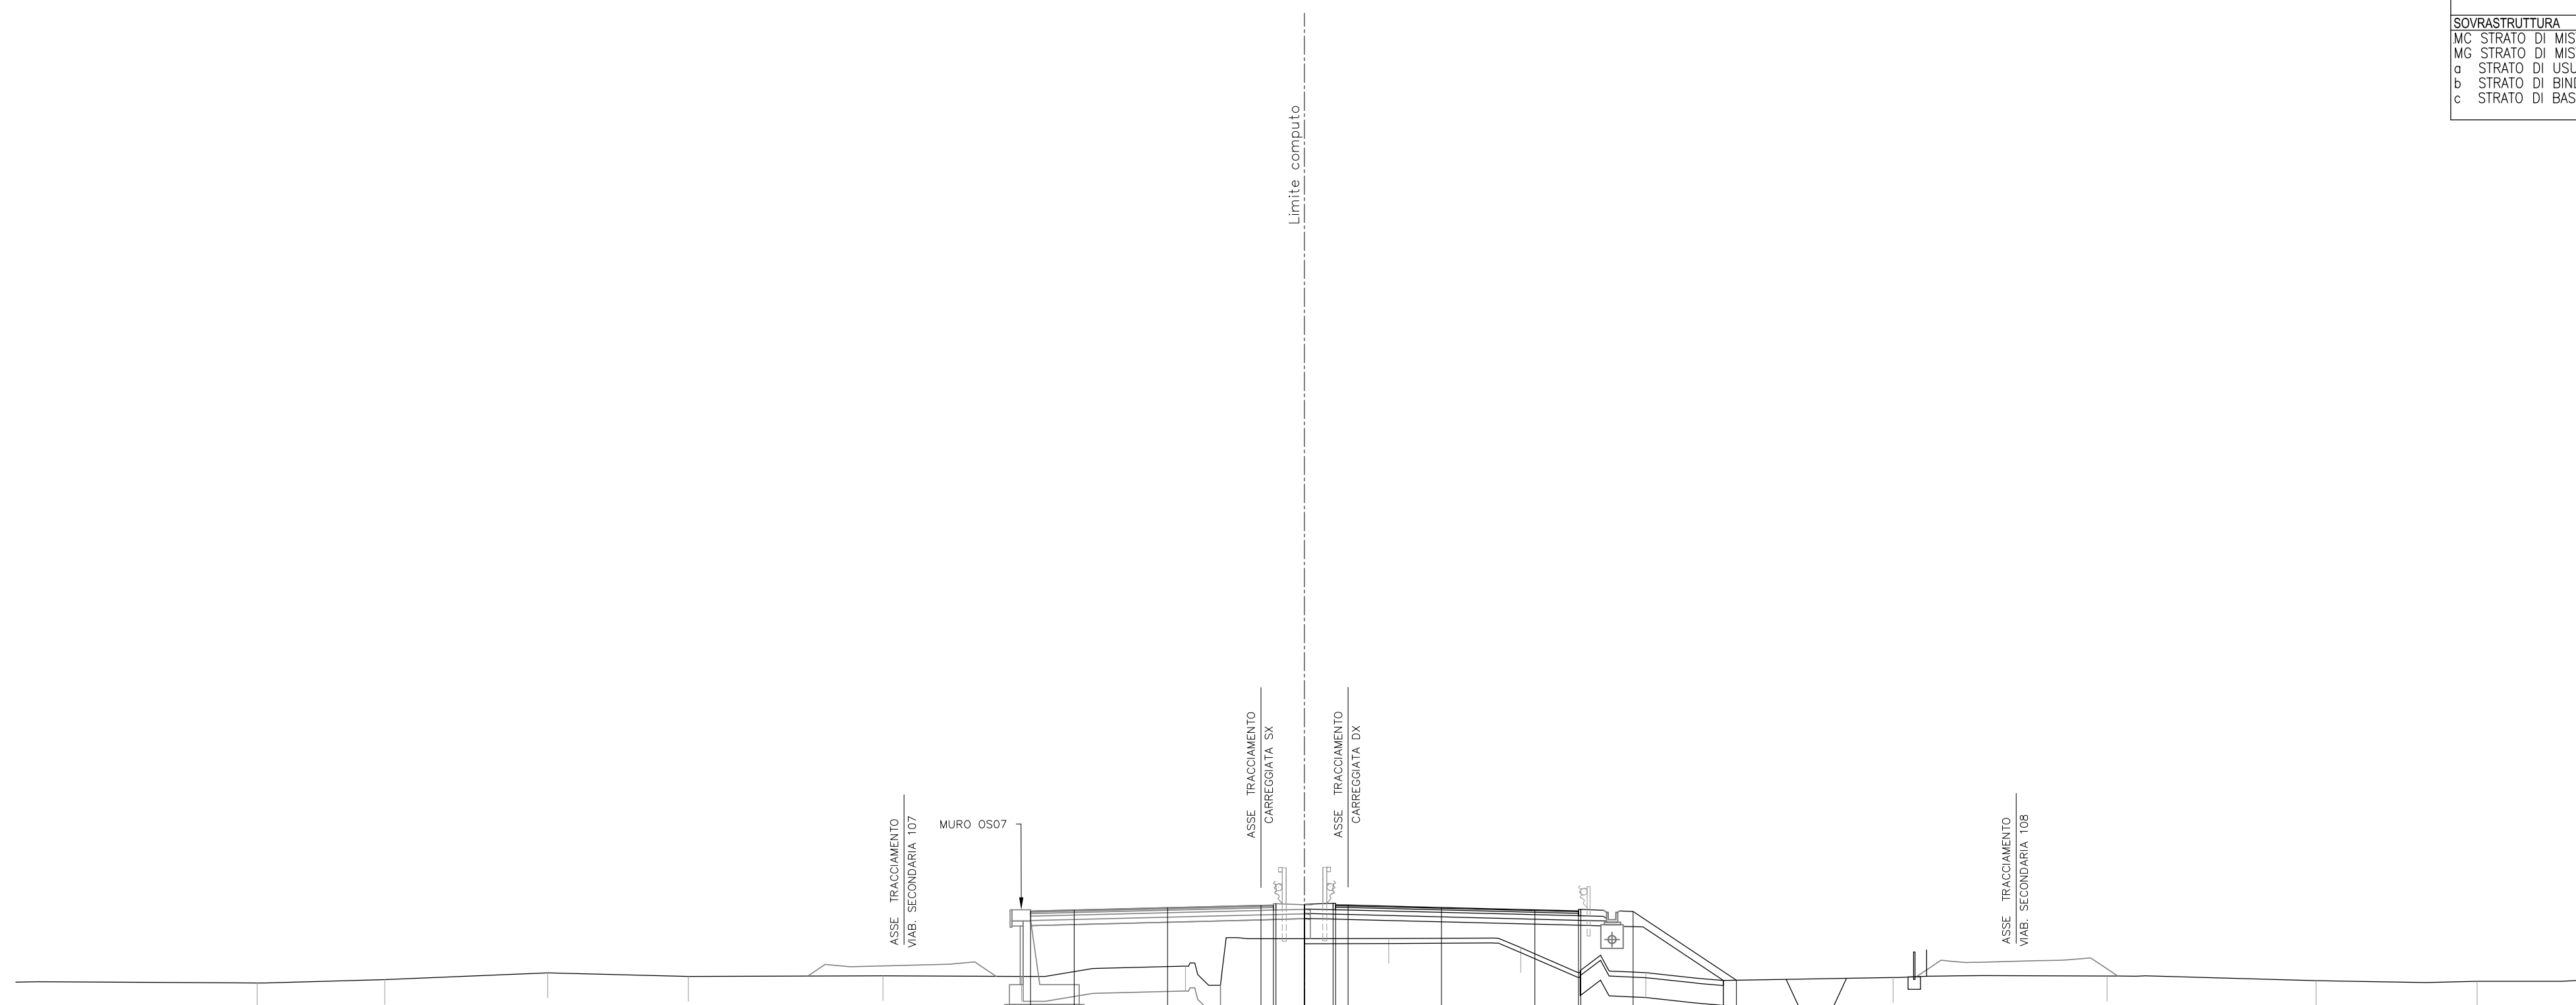 SOVRASTRUTTURA
MC STRATO DI MIS
MG STRATO DI MIS
a STRATO DI USU
b STRATO DI BIN
c STRATO DI BAS
Limite computo
ASSE TRACCIAMENTO
CARREGGIATA SX
ASSE TRACCIAMENTO
CARREGGIATA DX
ASSE TRACCIAMENTO
VIAB. SECONDARIA 107
MURO OS07
ASSE TRACCIAMENTO
VIAB. SECONDARIA 108